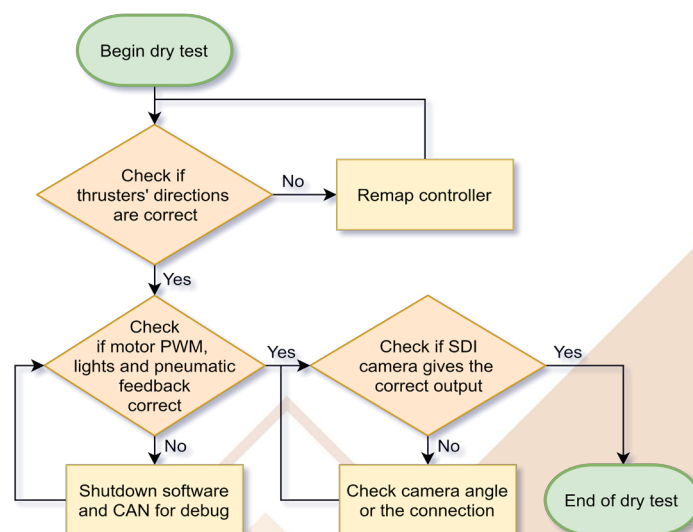 Begin dry test
Check if
thrusters' directions
are correct
No
Remap controller
Yes
Check
if motor PWM,
lights and pneumatic
feedback
correct
Yes
Check if SDI
camera gives the
correct output
Yes
No
No
Shutdown software
and CAN for debug
Check camera angle
or the connection
End of dry test